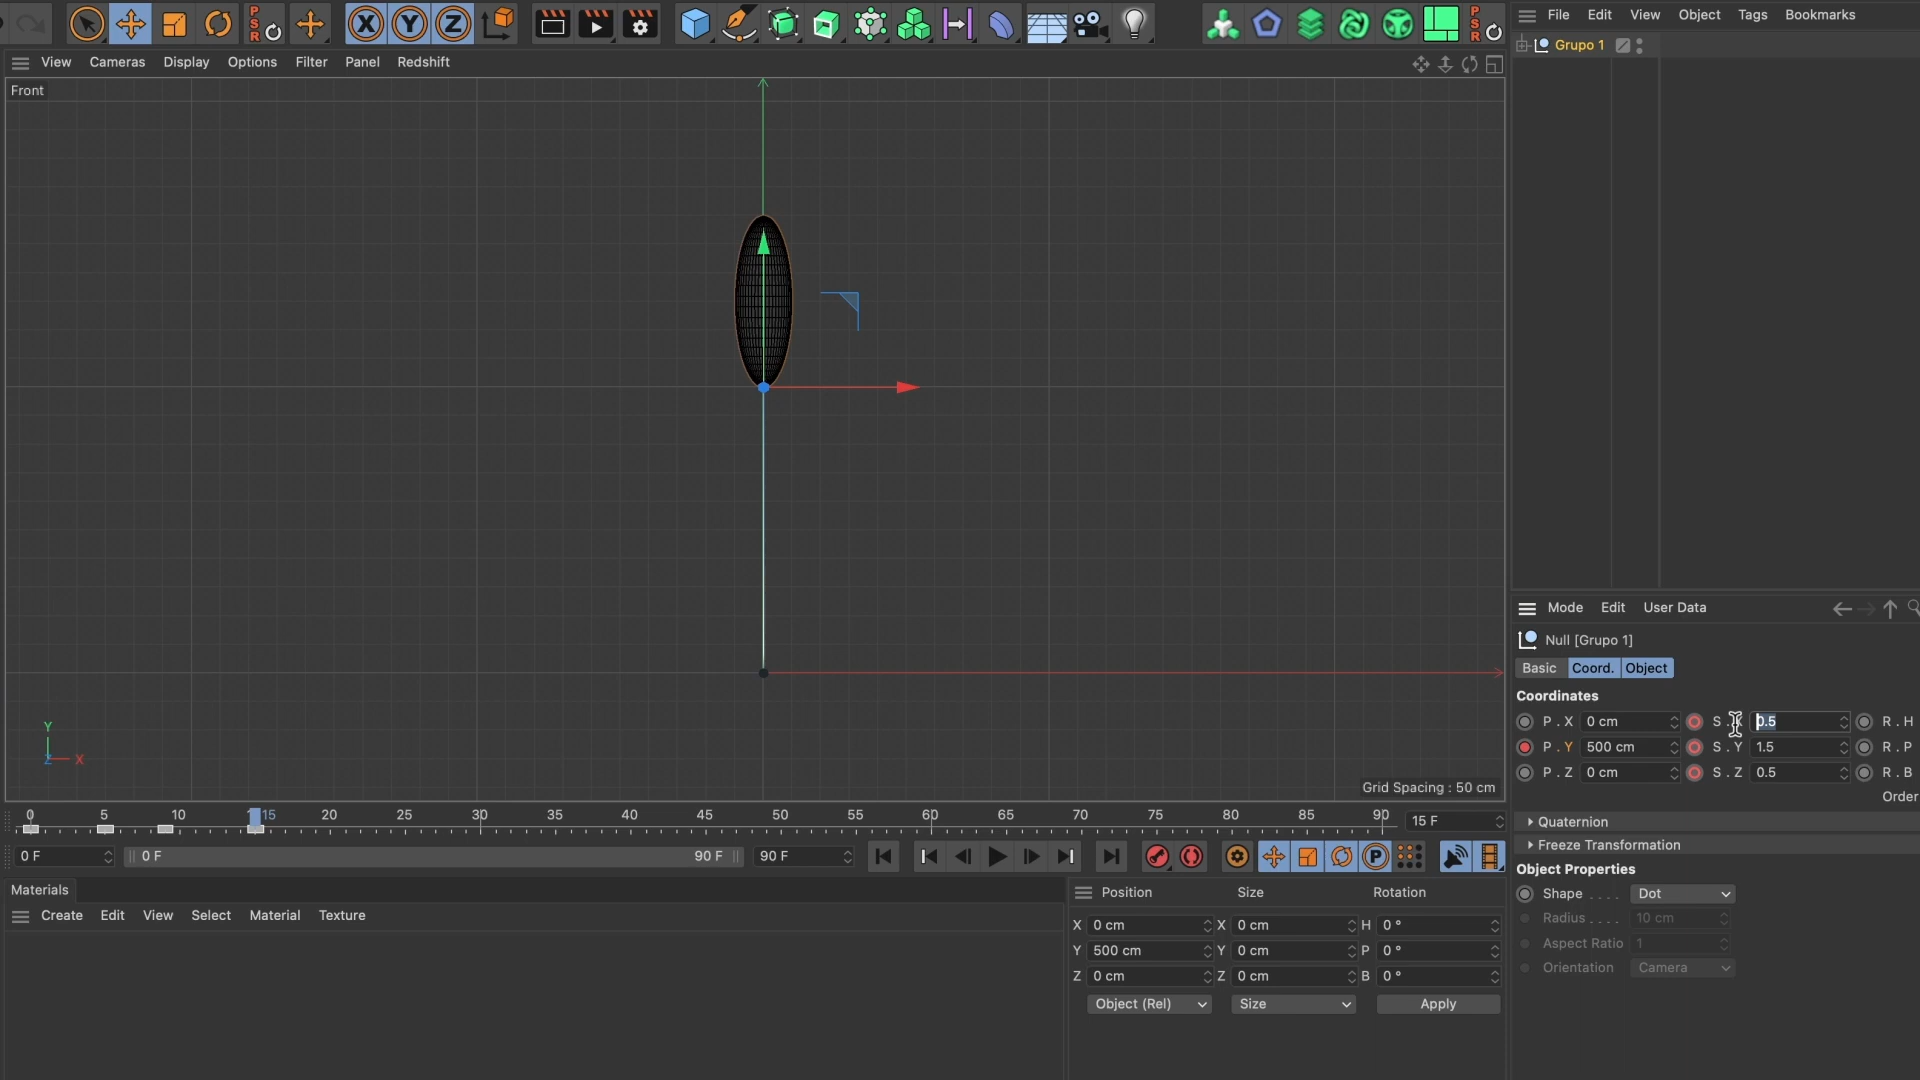 PSR
X Y Z
PSR
File Edit View Object Tags Bookmarks
Grupo 1
View Cameras Display Options Filter Panel Redshift
Front
Y
Z X
Grid Spacing : 50 cm
Mode Edit User Data
Null [Grupo 1]
Basic Coord. Object
Coordinates
P . X 0 cm 0.5 R . H
P . Y 500 cm S . Y 1.5 R . P
P . Z 0 cm S . Z 0.5 R . B
Order
Quaternion
Freeze Transformation
Object Properties
Shape . . . . Dot
Radius . . . . 10 cm
Aspect Ratio 1
Orientation Camera
0 5 10 15 20 25 30 35 40 45 50 55 60 65 70 75 80 85 90 15 F
0 F 0 F 90 F 90 F P
Materials
Create Edit View Select Material Texture
Position Size Rotation
X 0 cm X 0 cm H 0 °
Y 500 cm Y 0 cm P 0 °
Z 0 cm Z 0 cm B 0 °
Object (Rel) Size Apply